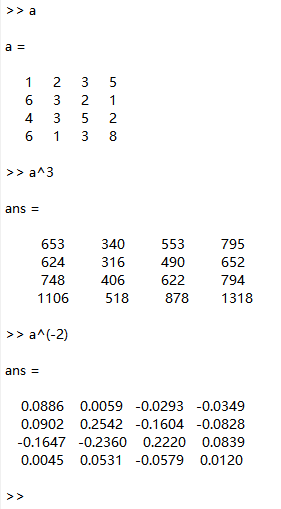 >> a
a =
1 2 3 5
6 3 2 1
4 3 5 2
6 1 3 8
>> a^3
ans =
653 340 553 795
624 316 490 652
748 406 622 794
1106 518 878 1318
>> a^(-2)
ans =
0.0886 0.0059 -0.0293 -0.0349
0.0902 0.2542 -0.1604 -0.0828
-0.1647 -0.2360 0.2220 0.0839
0.0045 0.0531 -0.0579 0.0120
>>